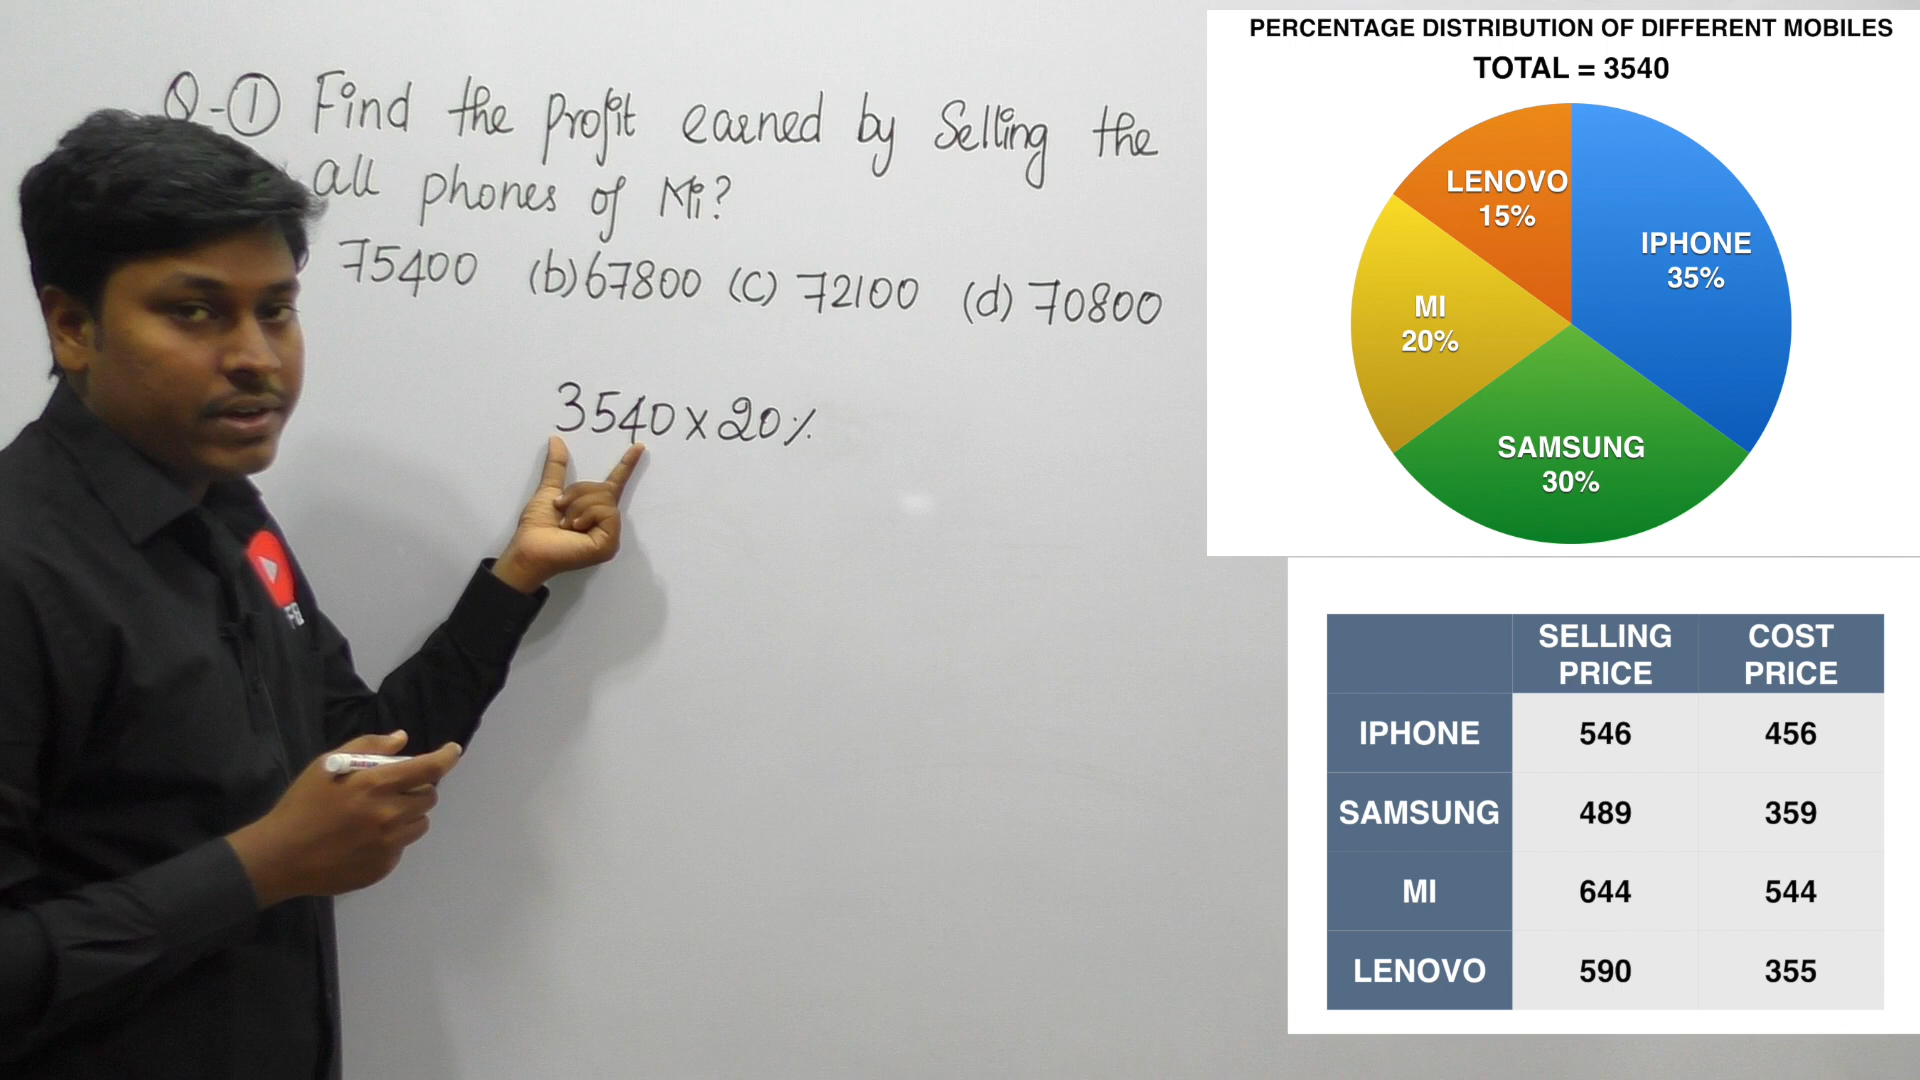 Q-① Find the Profit earned by Selling the
all phones of Mi?
75400 (b) 67800 (c) 72100 (d) 70800
3540 x 20%
PERCENTAGE DISTRIBUTION OF DIFFERENT MOBILES
TOTAL = 3540
LENOVO
15%
IPHONE
35%
MI
20%
SAMSUNG
30%
SELLING PRICE COST PRICE
IPHONE 546 456
SAMSUNG 489 359
MI 644 544
LENOVO 590 355